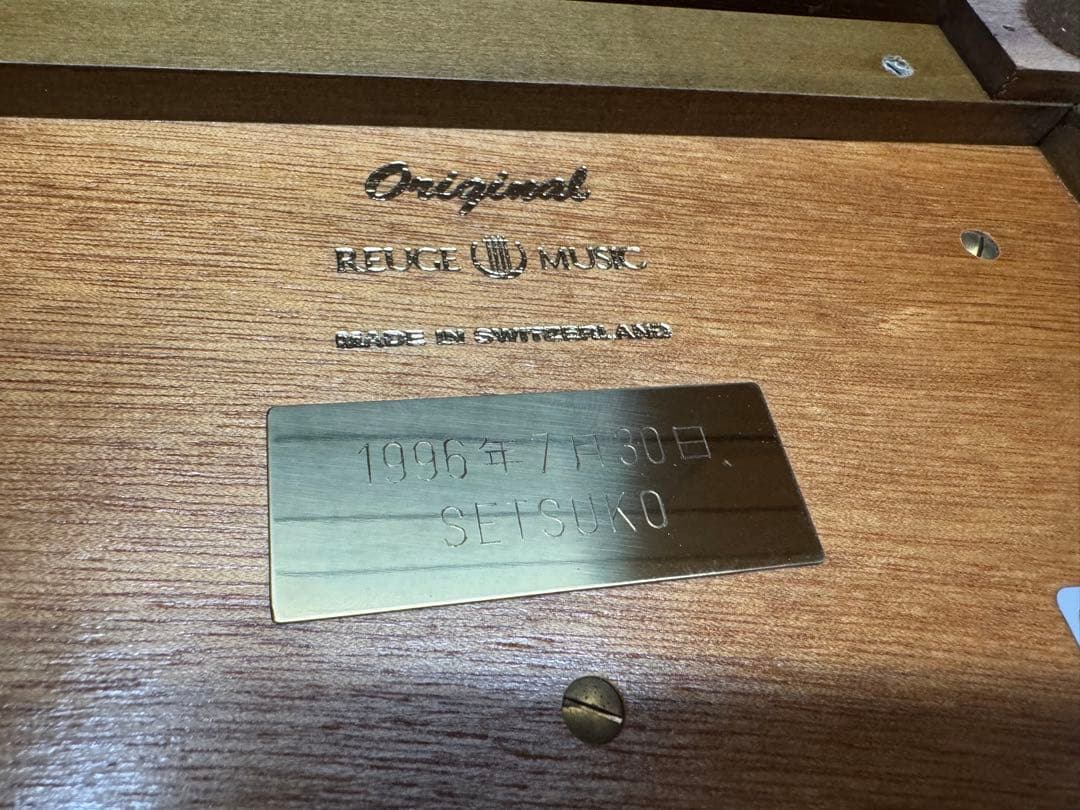 Original
REUGE MUSIC
MADE IN SWITZERLAND
1996年7月30日、
SETSUKO